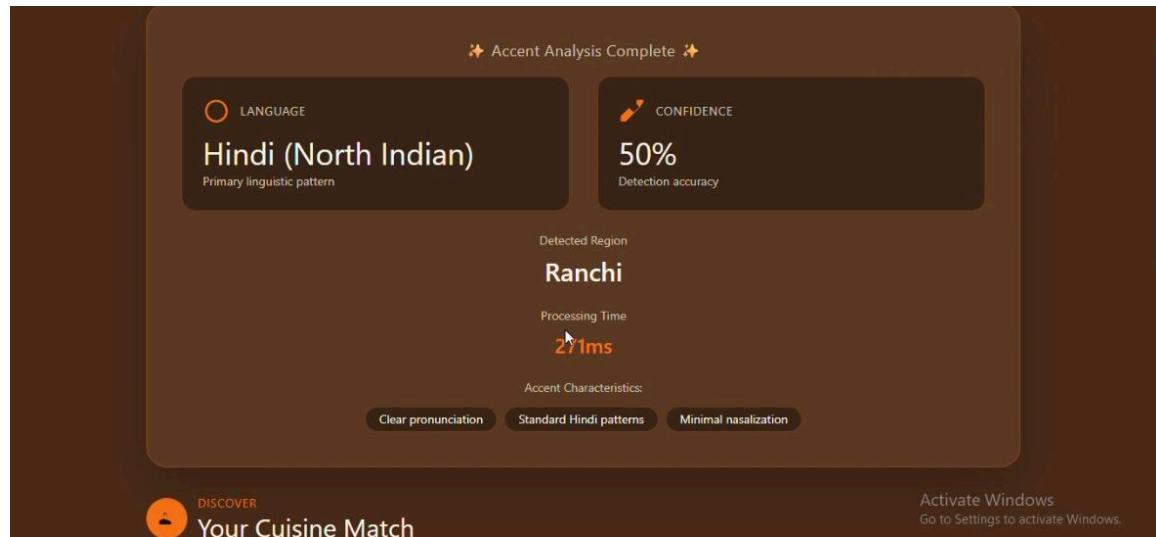 ✨ Accent Analysis Complete ✨
LANGUAGE
Hindi (North Indian)
Primary linguistic pattern
CONFIDENCE
50%
Detection accuracy
Detected Region
Ranchi
Processing Time
271ms
Accent Characteristics:
Clear pronunciation
Standard Hindi patterns
Minimal nasalization
DISCOVER
Your Cuisine Match
Activate Windows
Go to Settings to activate Windows.